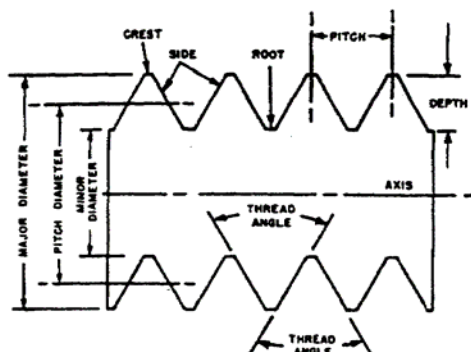 CREST
SIDE
ROOT
PITCH
DEPTH
MAJOR DIAMETER
PITCH DIAMETER
MINOR
DIAMETER
AXIS
THREAD
ANGLE
THREAD
ANGLE